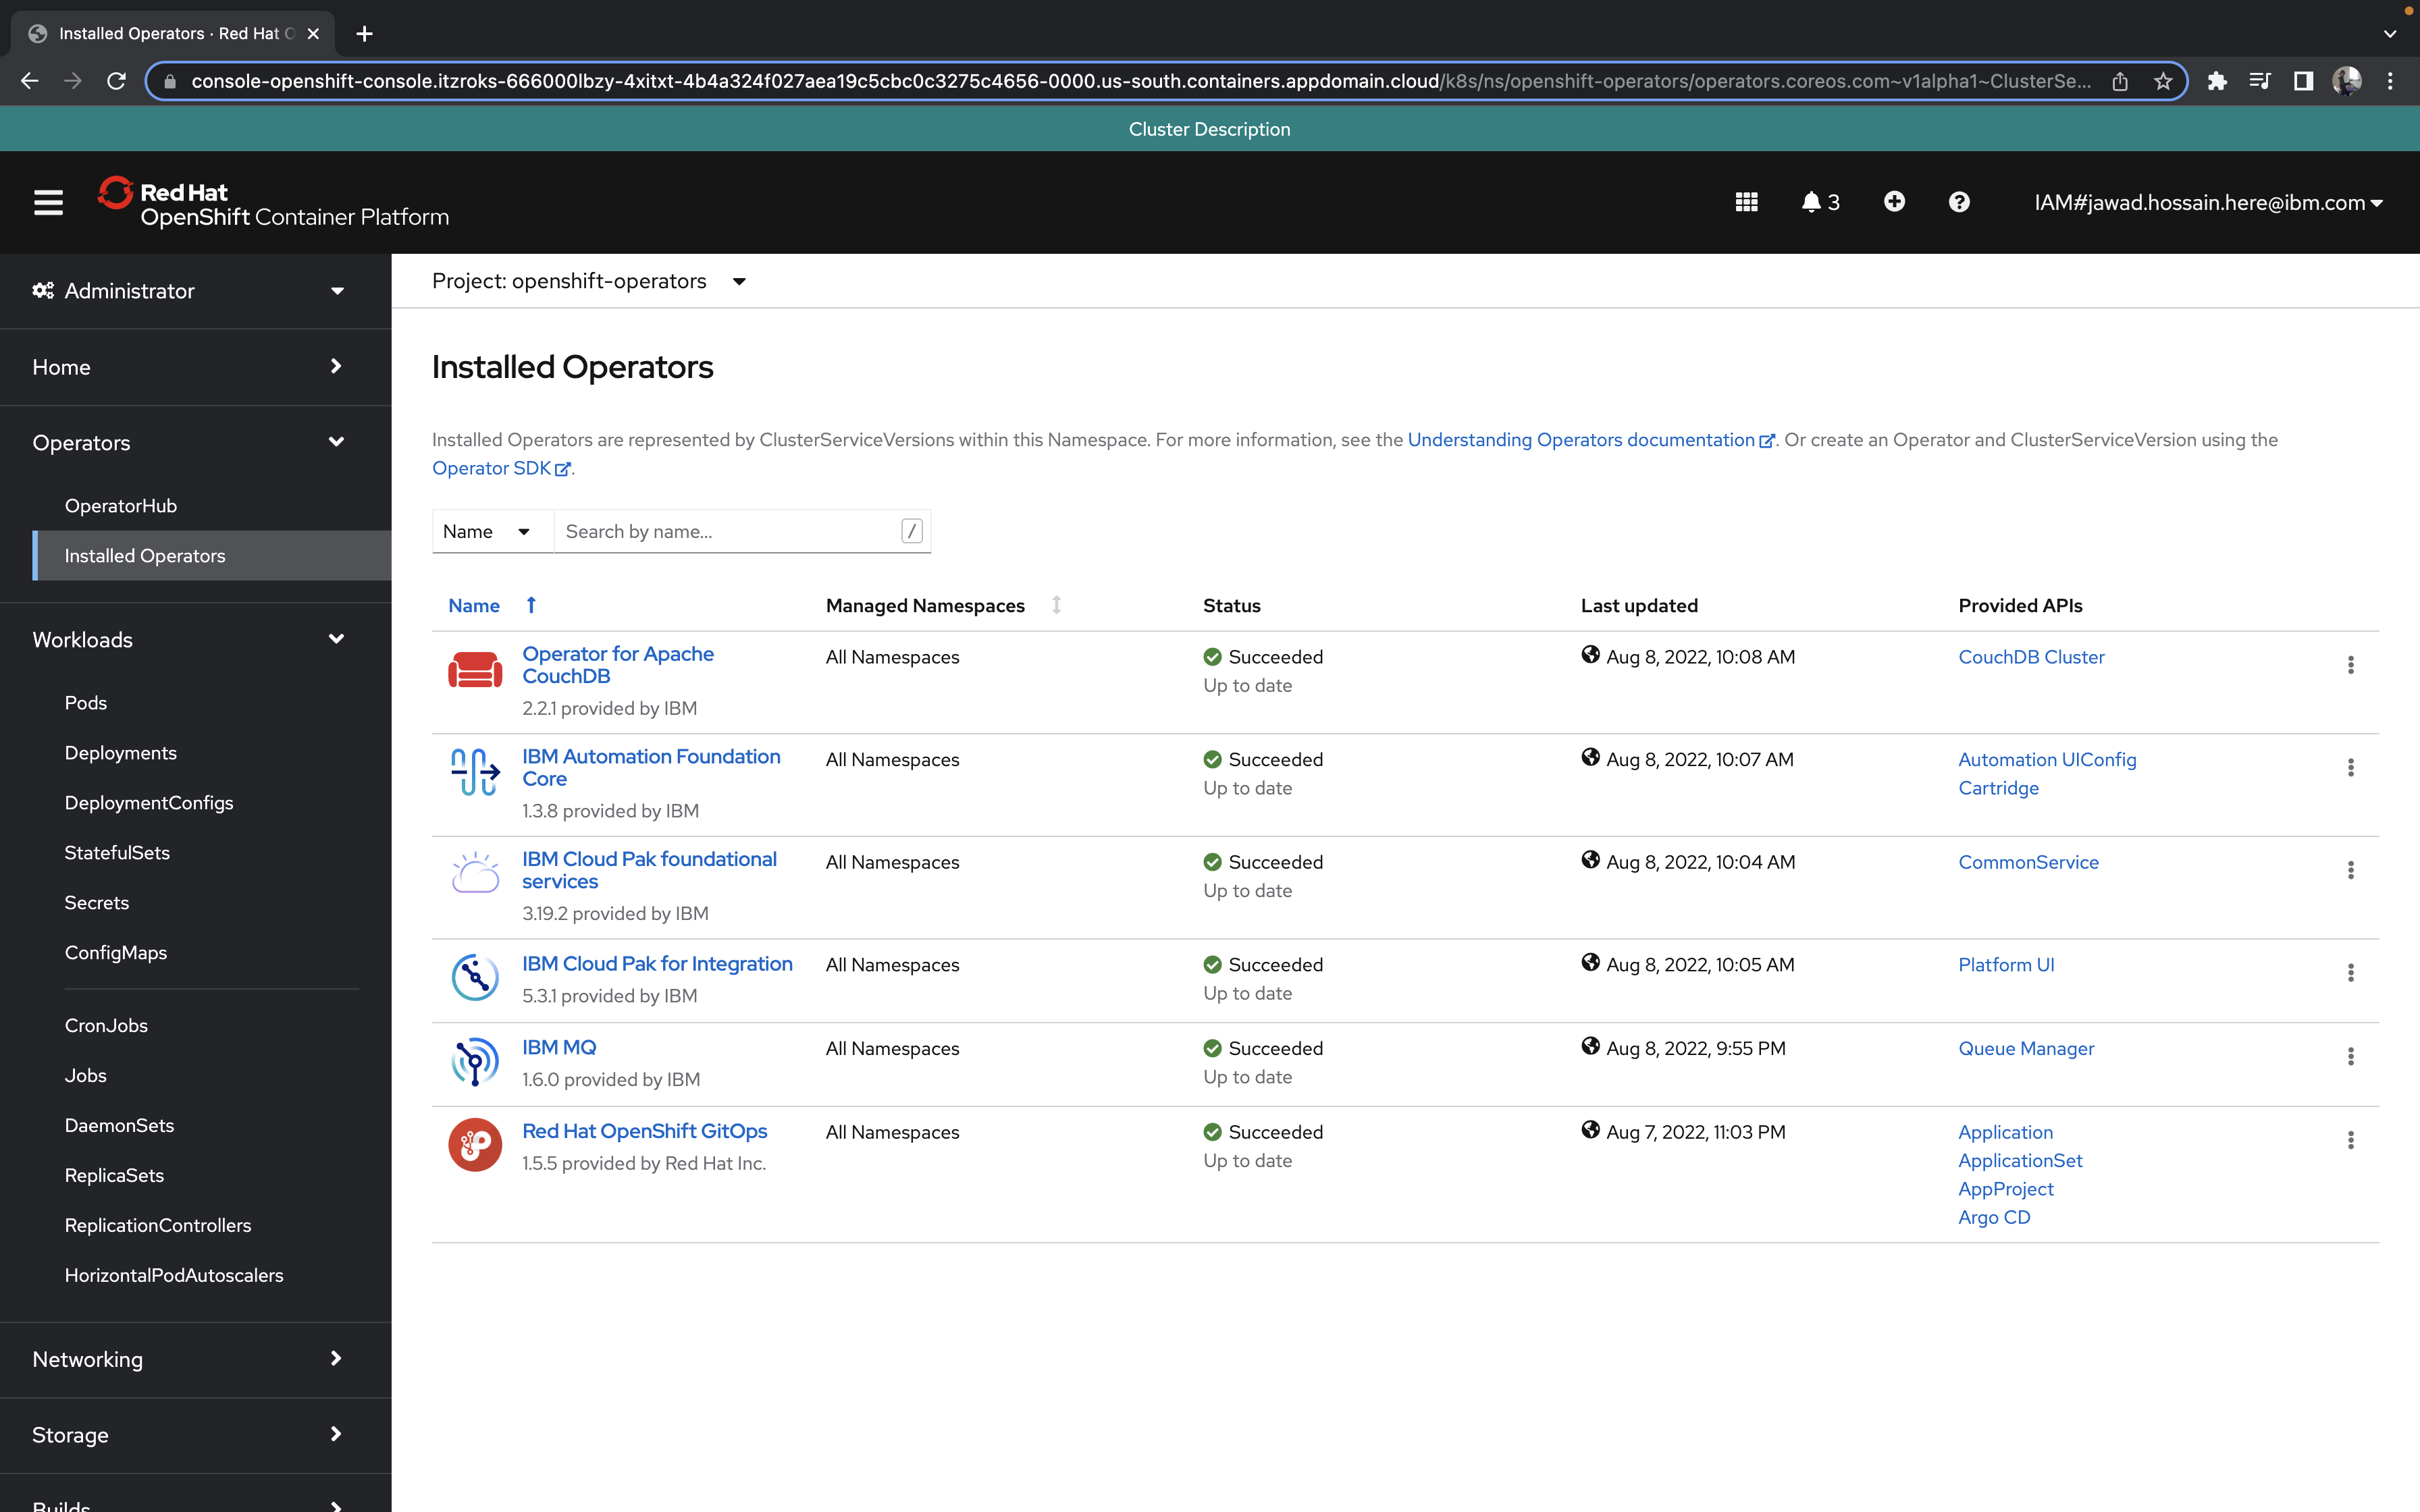 Installed Operators · Red Hat O
console-openshift-console.itzroks-666000lbzy-4xitxt-4b4a324f027aea19c5cbc0c3275c4656-0000.us-south.containers.appdomain.cloud/k8s/ns/openshift-operators/operators.coreos.com~v1alpha1~ClusterSe...
Cluster Description
Red Hat
OpenShift Container Platform
3
IAM#jawad.hossain.here@ibm.com
Administrator
Home
Operators
OperatorHub
Installed Operators
Workloads
Pods
Deployments
DeploymentConfigs
StatefulSets
Secrets
ConfigMaps
CronJobs
Jobs
DaemonSets
ReplicaSets
ReplicationControllers
HorizontalPodAutoscalers
Networking
Storage
Builds
Project: openshift-operators
Installed Operators
Installed Operators are represented by ClusterServiceVersions within this Namespace. For more information, see the Understanding Operators documentation. Or create an Operator and ClusterServiceVersion using the
Operator SDK.
Name Search by name... /
Name Managed Namespaces Status Last updated Provided APIs
Operator for Apache
CouchDB
2.2.1 provided by IBM
All Namespaces
Succeeded
Up to date
Aug 8, 2022, 10:08 AM
CouchDB Cluster
IBM Automation Foundation
Core
1.3.8 provided by IBM
All Namespaces
Succeeded
Up to date
Aug 8, 2022, 10:07 AM
Automation UIConfig
Cartridge
IBM Cloud Pak foundational
services
3.19.2 provided by IBM
All Namespaces
Succeeded
Up to date
Aug 8, 2022, 10:04 AM
CommonService
IBM Cloud Pak for Integration
5.3.1 provided by IBM
All Namespaces
Succeeded
Up to date
Aug 8, 2022, 10:05 AM
Platform UI
IBM MQ
1.6.0 provided by IBM
All Namespaces
Succeeded
Up to date
Aug 8, 2022, 9:55 PM
Queue Manager
Red Hat OpenShift GitOps
1.5.5 provided by Red Hat Inc.
All Namespaces
Succeeded
Up to date
Aug 7, 2022, 11:03 PM
Application
ApplicationSet
AppProject
Argo CD